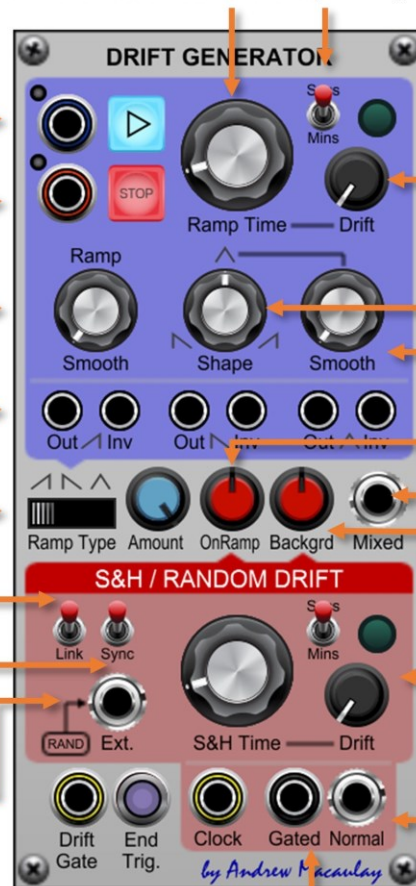 DRIFT GENERATOR
Secs
Mins
STOP
Ramp Time
Drift
Ramp
Smooth
Shape
Smooth
Out Inv
Out Inv
Out Inv
Ramp Type
Amount
OnRamp
Backgrd
Mixed
S&H / RANDOM DRIFT
Link
Sync
Secs
Mins
RAND
Ext.
S&H Time
Drift
Drift
Gate
End
Trig.
Clock
Gated
Normal
by Andrew Macaulay